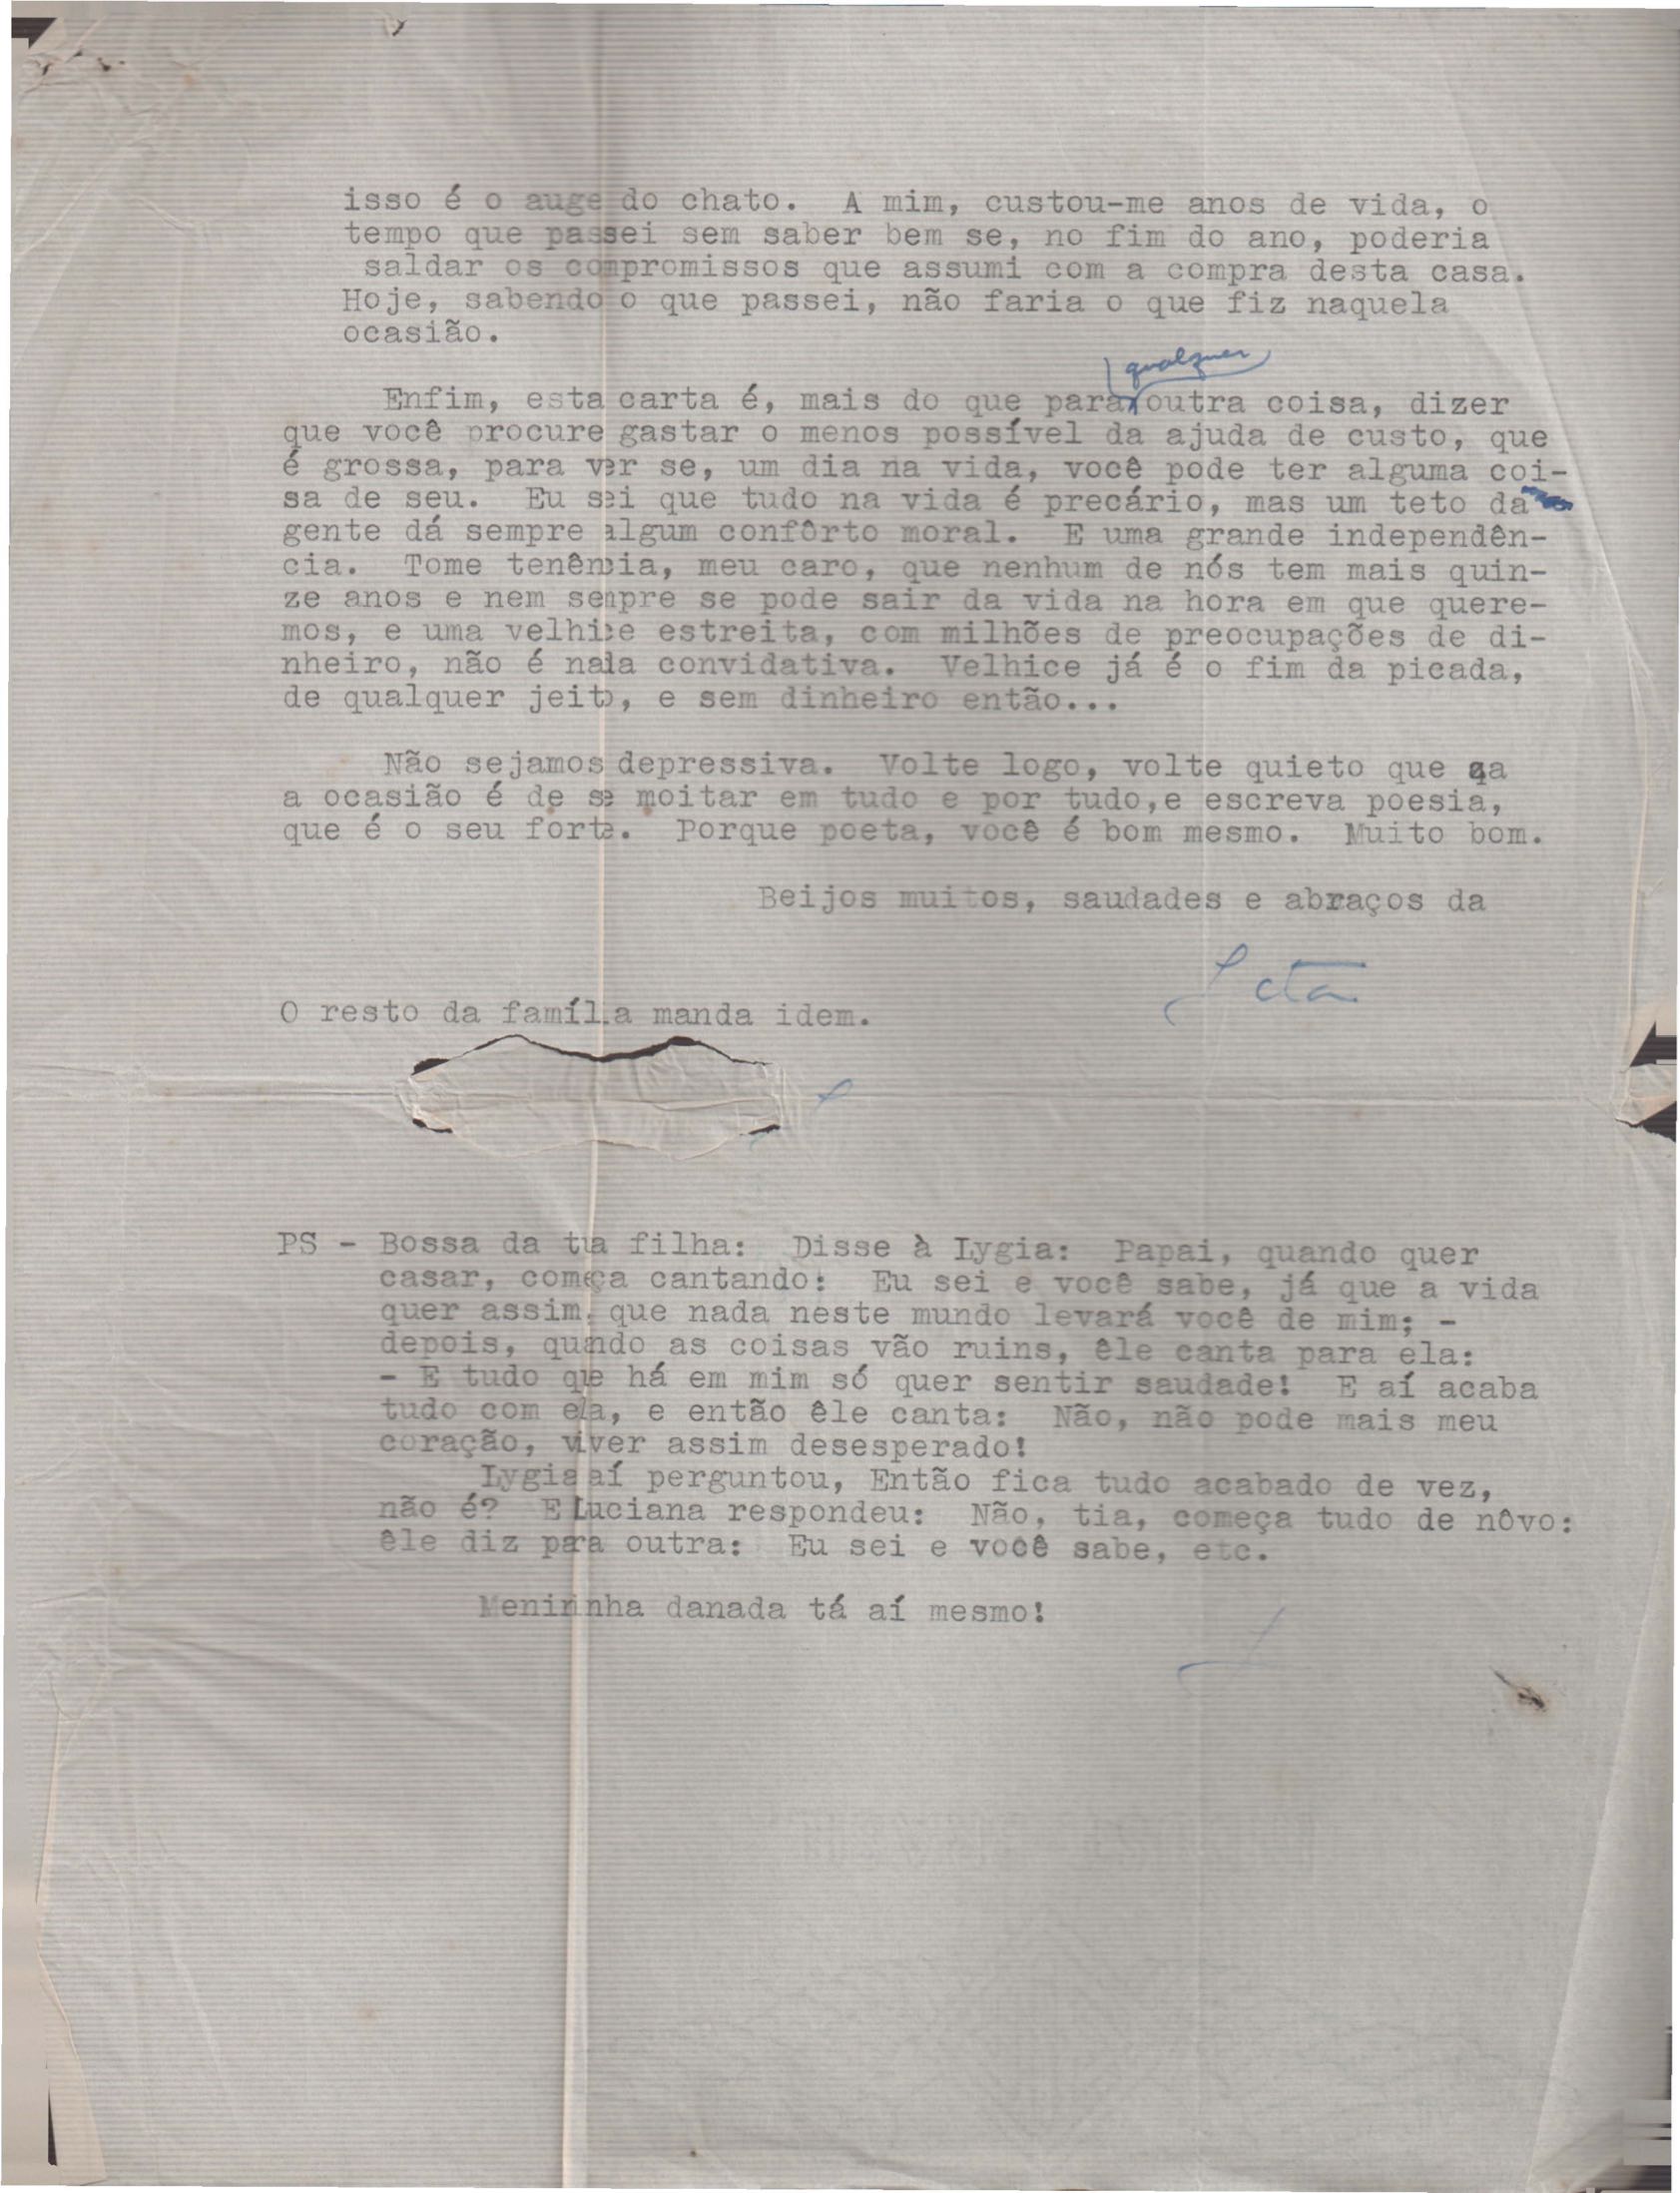 isso é o auge do chato. A mim, custou-me anos de vida, o
tempo que passei sem saber bem se, no fim do ano, poderia
saldar os compromissos que assumi com a compra desta casa.
Hoje, sabendo o que passei, não faria o que fiz naquela
ocasião.
qualquer
Enfim, esta carta é, mais do que para outra coisa, dizer
que você procure gastar o menos possível da ajuda de custo, que
é grossa, para ver se, um dia na vida, você pode ter alguma coi-
sa de seu. Eu sei que tudo na vida é precário, mas um teto da
gente dá sempre algum confôrto moral. E uma grande independên-
cia. Tome tenência, meu caro, que nenhum de nós tem mais quin-
ze anos e nem sempre se pode sair da vida na hora em que quere-
mos, e uma velhice estreita, com milhões de preocupações de di-
nheiro, não é nada convidativa. Velhice já é o fim da picada,
de qualquer jeito, e sem dinheiro então...
Não sejamos depressiva. Volte logo, volte quieto que a
a ocasião é de se moitar em tudo e por tudo,e escreva poesia,
que é o seu forte. Porque poeta, você é bom mesmo. Muito bom.
Beijos muitos, saudades e abraços da
Leta
O resto da família manda idem.
PS - Bossa da tua filha: Disse à Lygia: Papai, quando quer
casar, começa cantando: Eu sei e você sabe, já que a vida
quer assim, que nada neste mundo levará você de mim; -
depois, quando as coisas vão ruins, êle canta para ela:
- E tudo que há em mim só quer sentir saudade! E aí acaba
tudo com ela, e então êle canta: Não, não pode mais meu
coração, viver assim desesperado!
Lygia aí perguntou, Então fica tudo acabado de vez,
não é? E Luciana respondeu: Não, tia, começa tudo de nôvo:
êle diz para outra: Eu sei e você sabe, etc.
Menininha danada tá aí mesmo!
L